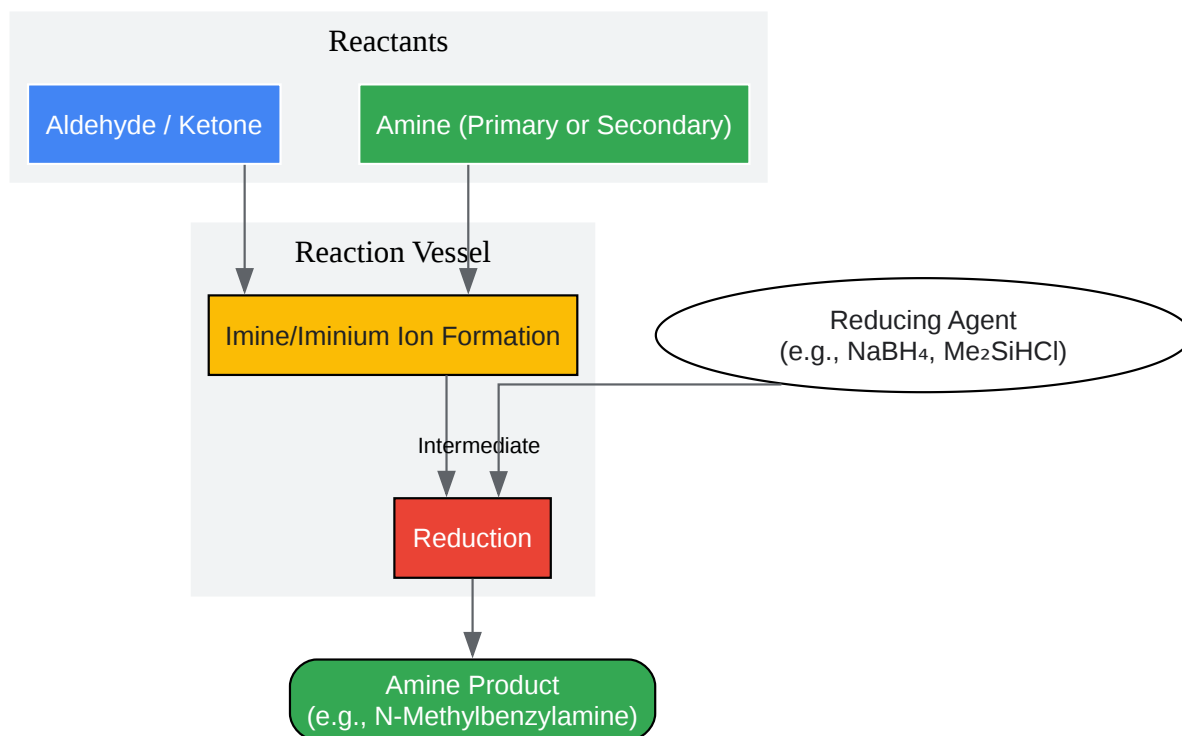 Reactants
Aldehyde / Ketone
Amine (Primary or Secondary)
Reaction Vessel
Imine/Iminium Ion Formation
Reducing Agent
(e.g., NaBH₄, Me₂SiHCl)
Intermediate
Reduction
Amine Product
(e.g., N-Methylbenzylamine)